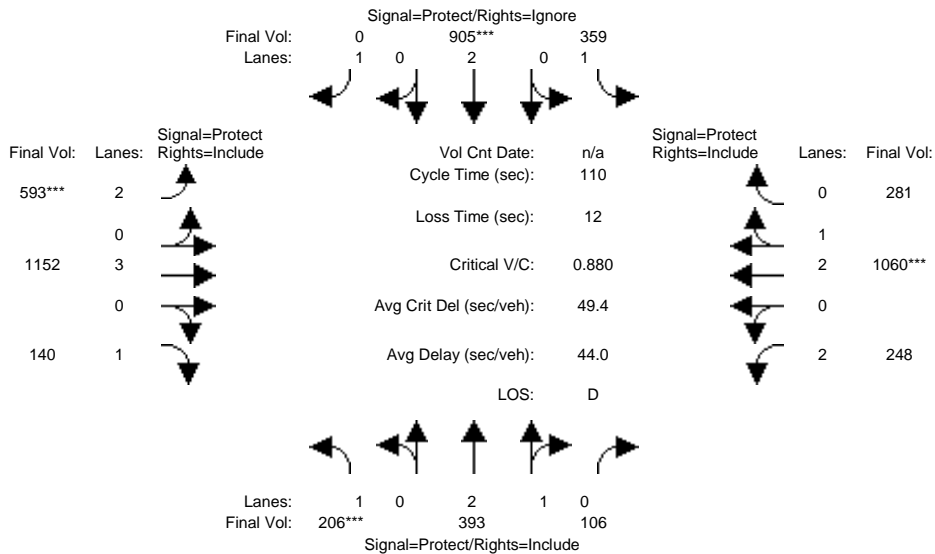 Signal=Protect/Rights=Ignore
Final Vol: 0 905*** 359
Lanes: 1 0 2 0 1
Signal=Protect
Final Vol: Lanes: Rights=Include
Vol Cnt Date: n/a
Signal=Protect
Rights=Include Lanes: Final Vol:
Cycle Time (sec): 110
593*** 2
0 281
Loss Time (sec): 12
0
1
1152 3
Critical V/C: 0.880
2 1060***
0
Avg Crit Del (sec/veh): 49.4
0
140 1
Avg Delay (sec/veh): 44.0
2 248
LOS: D
Lanes: 1 0 2 1 0
Final Vol: 206*** 393 106
Signal=Protect/Rights=Include